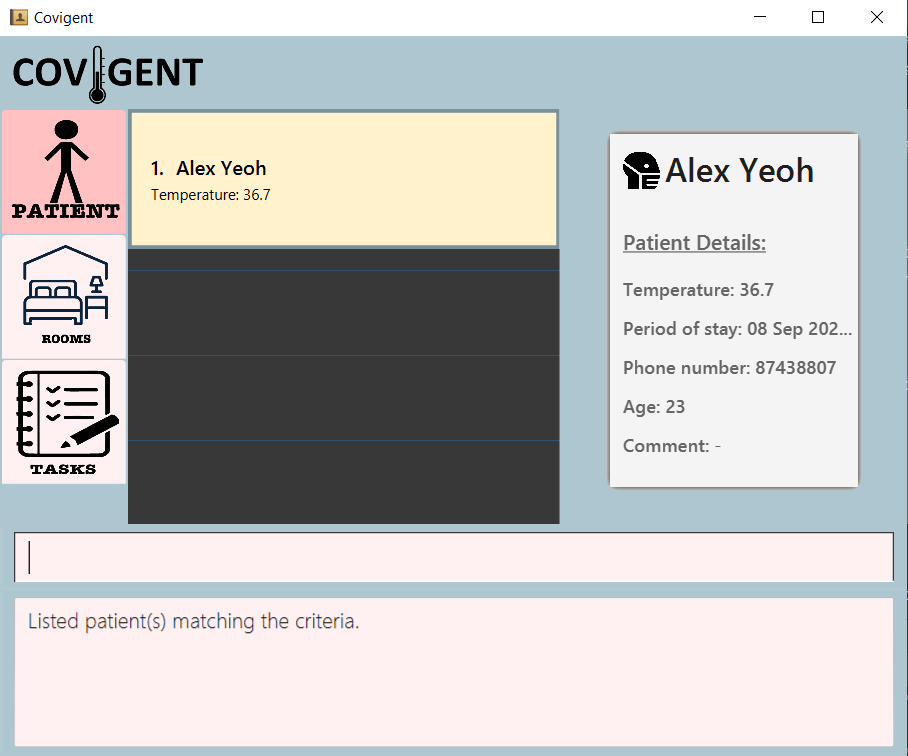 Covigent
COVIGENT
PATIENT
ROOMS
TASKS
1. Alex Yeoh
Temperature: 36.7
Alex Yeoh
Patient Details:
Temperature: 36.7
Period of stay: 08 Sep 202...
Phone number: 87438807
Age: 23
Comment: -
Listed patient(s) matching the criteria.